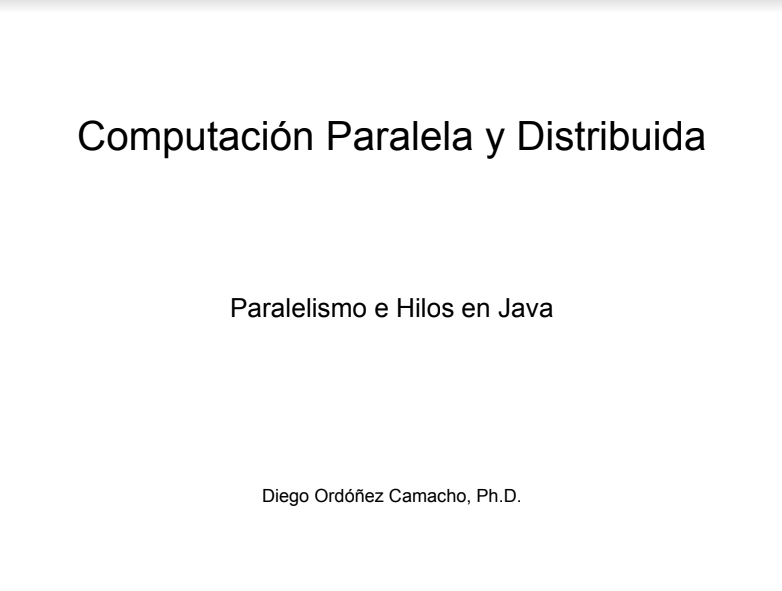 Computación Paralela y Distribuida
Paralelismo e Hilos en Java
Diego Ordóñez Camacho, Ph.D.